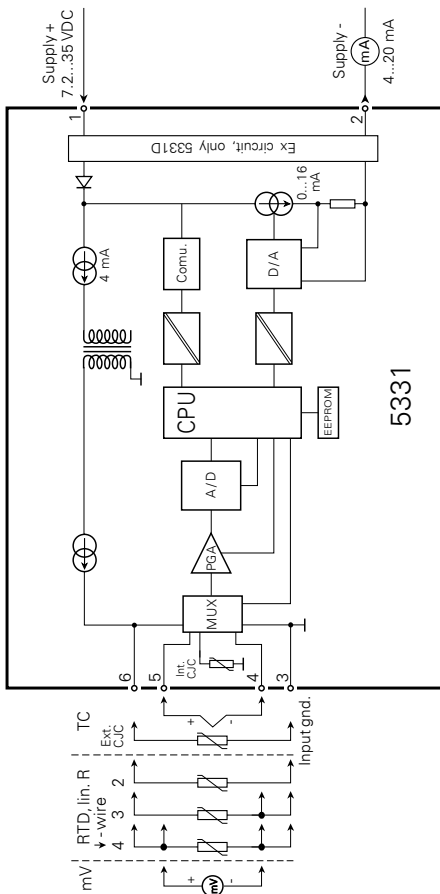 Supply +
7.2...35 VDC
Supply -
mA
4...20 mA
1
2
Ex circuit, only 5331D
4 mA
0...16
mA
Comu.
D/A
CPU
EEPROM
5331
A/D
PGA
MUX
Int.
CJC
6
5
4
3
TC
Ext.
CJC
+
-
Input gnd.
RTD, lin. R
- wire
2
3
4
mV
+
-
mV